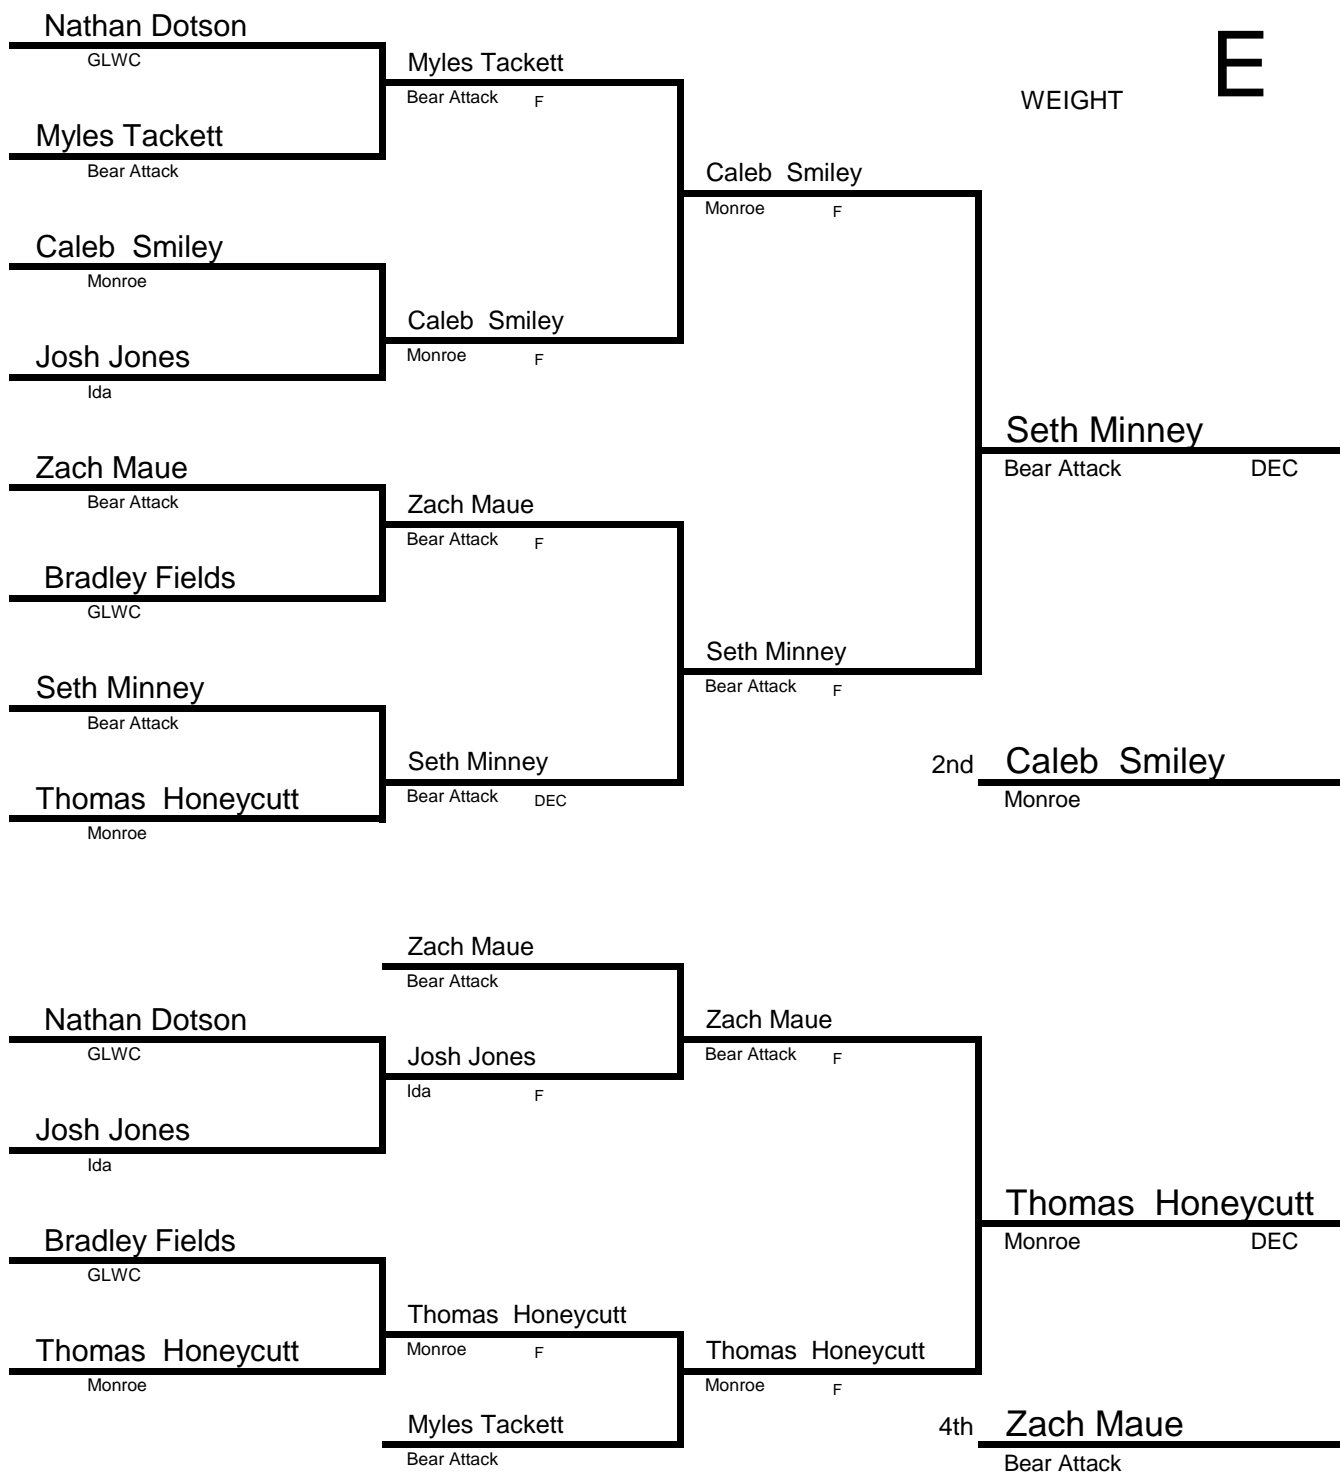 Nathan Dotson
GLWC
Myles Tackett
Bear Attack F
E
WEIGHT
Myles Tackett
Bear Attack
Caleb Smiley
Monroe F
Caleb Smiley
Monroe
Caleb Smiley
Monroe F
Josh Jones
Ida
Seth Minney
Bear Attack DEC
Zach Maue
Bear Attack
Zach Maue
Bear Attack F
Bradley Fields
GLWC
Seth Minney
Bear Attack F
Seth Minney
Bear Attack
Seth Minney
Bear Attack DEC
2nd Caleb Smiley
Monroe
Thomas Honeycutt
Monroe
Zach Maue
Bear Attack
Nathan Dotson
GLWC
Zach Maue
Bear Attack F
Josh Jones
Ida F
Josh Jones
Ida
Thomas Honeycutt
Monroe DEC
Bradley Fields
GLWC
Thomas Honeycutt
Monroe F
Thomas Honeycutt
Monroe
Thomas Honeycutt
Monroe F
Myles Tackett
Bear Attack
4th Zach Maue
Bear Attack